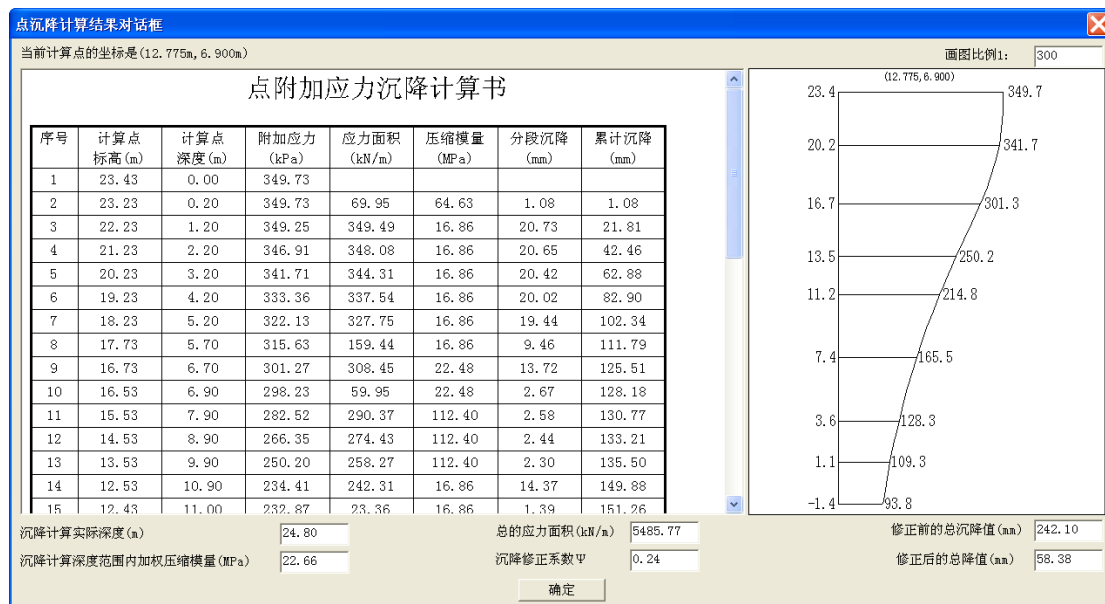 点沉降计算结果对话框
当前计算点的坐标是(12.775m,6.900m)
画图比例1: 300
点附加应力沉降计算书
序号 计算点标高(m) 计算点深度(m) 附加应力(kPa) 应力面积(kN/m) 压缩模量(MPa) 分段沉降(mm) 累计沉降(mm)
1 23.43 0.00 349.73
2 23.23 0.20 349.73 69.95 64.63 1.08 1.08
3 22.23 1.20 349.25 349.49 16.86 20.73 21.81
4 21.23 2.20 346.91 348.08 16.86 20.65 42.46
5 20.23 3.20 341.71 344.31 16.86 20.42 62.88
6 19.23 4.20 333.36 337.54 16.86 20.02 82.90
7 18.23 5.20 322.13 327.75 16.86 19.44 102.34
8 17.73 5.70 315.63 159.44 16.86 9.46 111.79
9 16.73 6.70 301.27 308.45 22.48 13.72 125.51
10 16.53 6.90 298.23 59.95 22.48 2.67 128.18
11 15.53 7.90 282.52 290.37 112.40 2.58 130.77
12 14.53 8.90 266.35 274.43 112.40 2.44 133.21
13 13.53 9.90 250.20 258.27 112.40 2.30 135.50
14 12.53 10.90 234.41 242.31 16.86 14.37 149.88
15 12.43 11.00 232.87 23.36 16.86 1.39 151.26
(12.775,6.900)
23.4 349.7
20.2 341.7
16.7 301.3
13.5 250.2
11.2 214.8
7.4 165.5
3.6 128.3
1.1 109.3
-1.4 93.8
沉降计算实际深度(m) 24.80 总的应力面积(kN/m) 5485.77 修正前的总沉降值(mm) 242.10
沉降计算深度范围内加权压缩模量(MPa) 22.66 沉降修正系数Ψ 0.24 修正后的总降值(mm) 58.38
确定